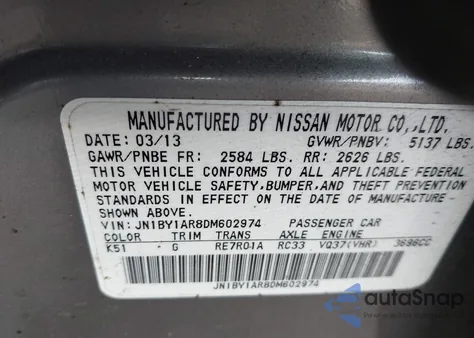 MANUFACTURED BY NISSAN MOTOR CO.,LTD.
DATE: 03/13 GVWR/PNBV: 5137 LBS.
GAWR/PNBE FR: 2584 LBS. RR: 2626 LBS.
THIS VEHICLE CONFORMS TO ALL APPLICABLE FEDERAL
MOTOR VEHICLE SAFETY, BUMPER, AND THEFT PREVENTION
STANDARDS IN EFFECT ON THE DATE OF MANUFACTURE
SHOWN ABOVE.
VIN: JN1BY1AR8DM602974 PASSENGER CAR
COLOR TRIM TRANS AXLE ENGINE
K51 G RE7R01A RC33 VQ37(VHR) 3696CC
JN1BY1AR8DM602974
autoSnap